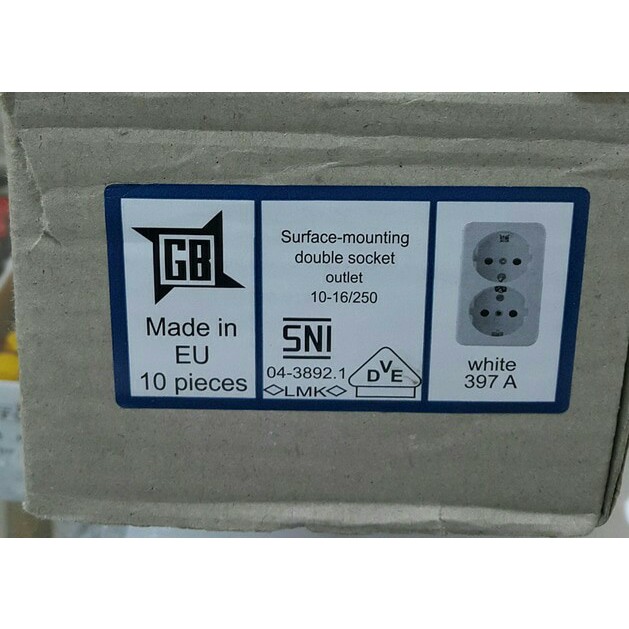 GB
Made in
EU
10 pieces
Surface-mounting
double socket
outlet
10-16/250
SNI
04-3892.1
LMK
DVE
white
397 A